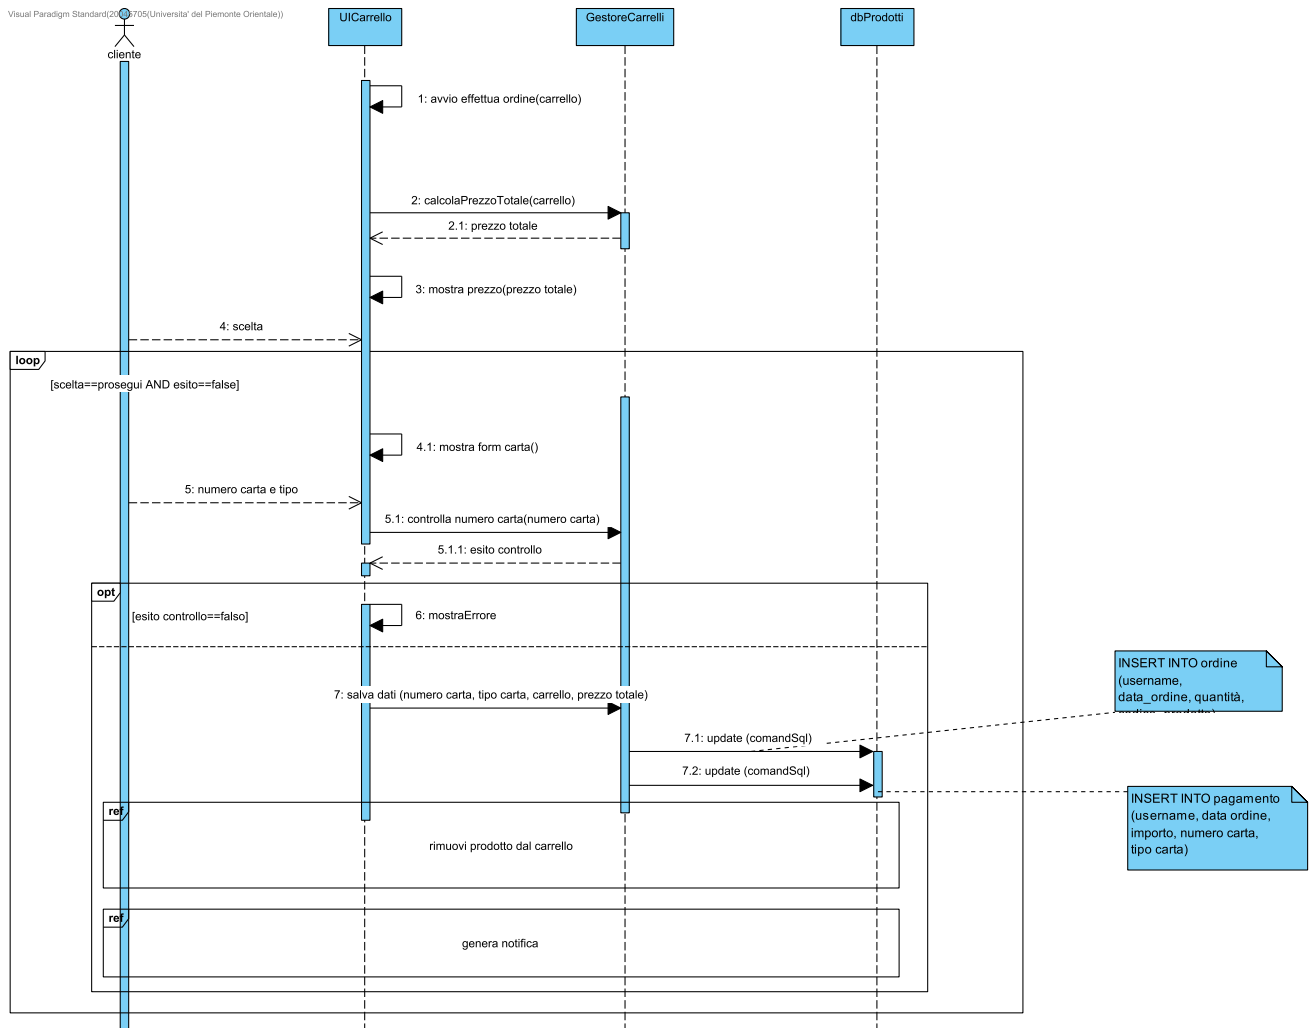 Visual Paradigm Standard(20045705(Universita' del Piemonte Orientale))
cliente
UICarrello
GestoreCarrelli
dbProdotti
1: avvio effettua ordine(carrello)
2: calcolaPrezzoTotale(carrello)
2.1: prezzo totale
3: mostra prezzo(prezzo totale)
4: scelta
loop
[scelta==prosegui AND esito==false]
4.1: mostra form carta()
5: numero carta e tipo
5.1: controlla numero carta(numero carta)
5.1.1: esito controllo
opt
[esito controllo==falso]
6: mostraErrore
7: salva dati (numero carta, tipo carta, carrello, prezzo totale)
INSERT INTO ordine
(username,
data_ordine, quantità,
7.1: update (comandSql)
7.2: update (comandSql)
INSERT INTO pagamento
(username, data ordine,
importo, numero carta,
tipo carta)
ref
rimuovi prodotto dal carrello
ref
genera notifica